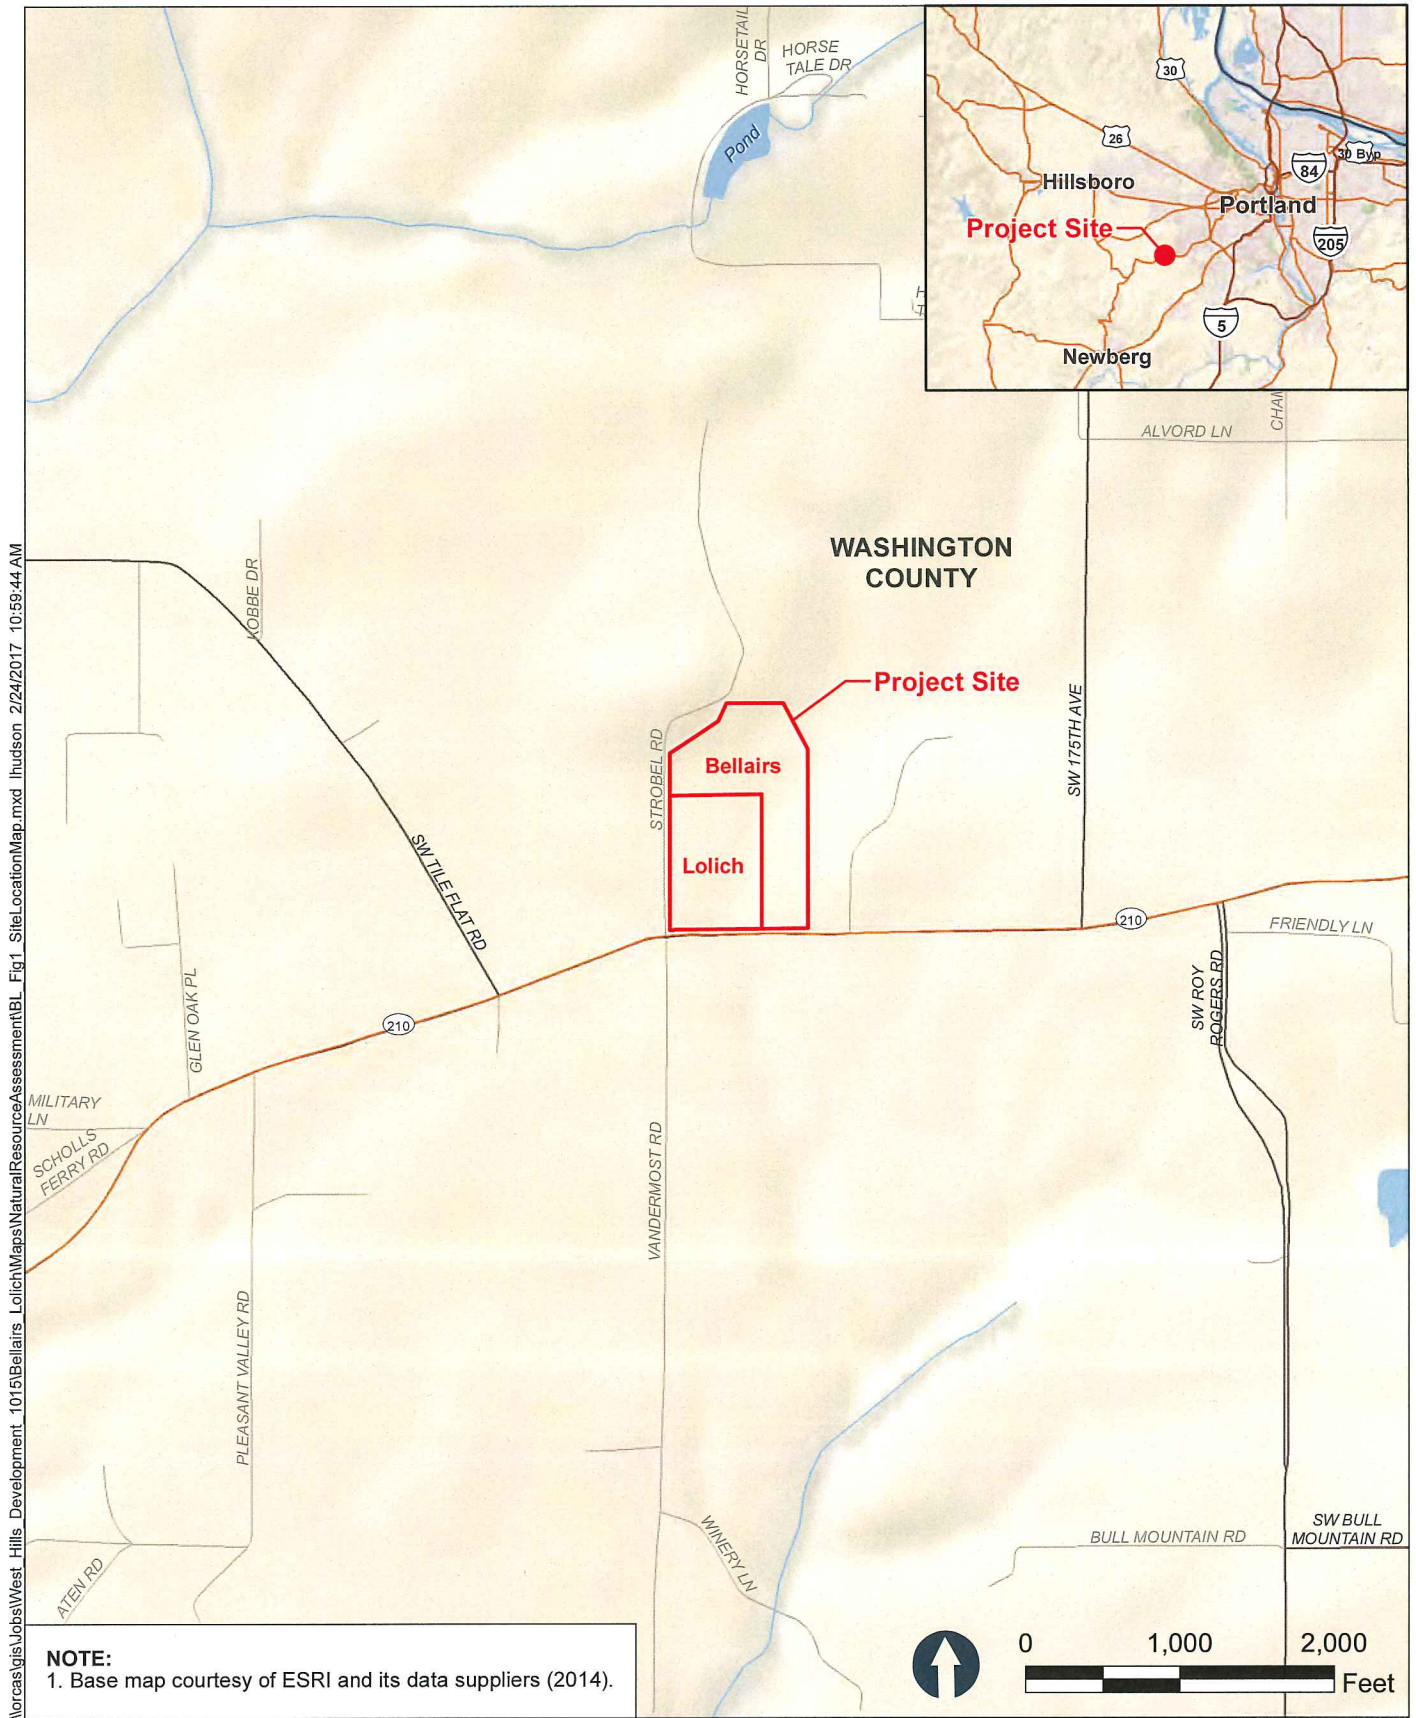 HORSETAIL
DR
HORSE
TALE DR
Pond
30
26
30 Byp
84
Hillsboro
Portland
Project Site
205
5
Newberg
ALVORD LN
WASHINGTON
COUNTY
KOBBE DR
Project Site
STROBEL RD
Bellairs
SW 175TH AVE
Lolich
SW TILE FLAT RD
210
FRIENDLY LN
SW ROY
ROGERS RD
GLEN OAK PL
210
MILITARY
LN
SCHOLLS
FERRY RD
VANDERMOST RD
PLEASANT VALLEY RD
WINERY LN
BULL MOUNTAIN RD
SW BULL
MOUNTAIN RD
ATEN RD
NOTE:
1. Base map courtesy of ESRI and its data suppliers (2014).
0 1,000 2,000
Feet
\\orcas\gis\Jobs\West_Hills_Development_1015\Bellairs_Lolich\Maps\NaturalResourceAssessment\BL_Fig1_SiteLocationMap.mxd lhudson 2/24/2017 10:59:44 AM